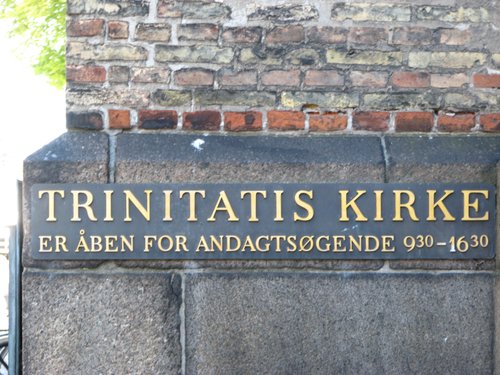 TRINITATIS KIRKE
ER ÅBEN FOR ANDAGTSØGENDE 9³⁰-16³⁰